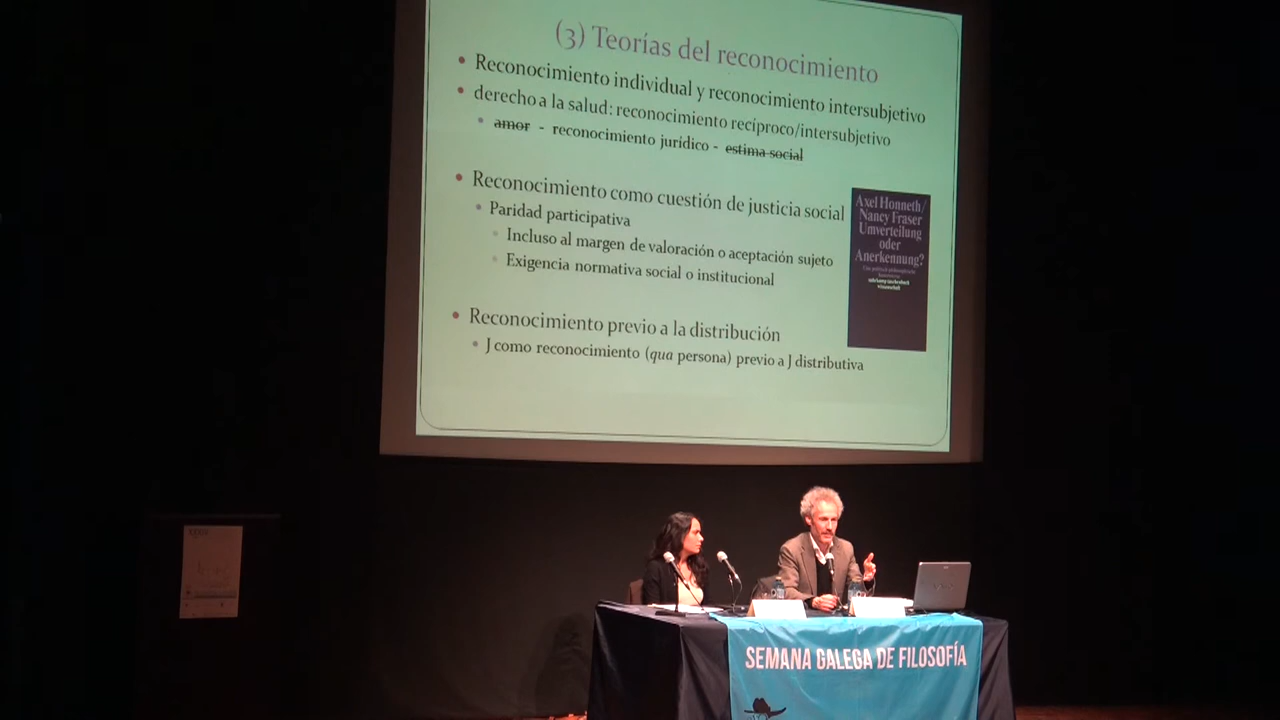 (3) Teorías del reconocimiento
• Reconocimiento individual y reconocimiento intersubjetivo
• derecho a la salud: reconocimiento recíproco/intersubjetivo
• amor - reconocimiento jurídico - estima social
• Reconocimiento como cuestión de justicia social
• Paridad participativa
• Incluso al margen de valoración o aceptación sujeto
• Exigencia normativa social o institucional
• Reconocimiento previo a la distribución
• J como reconocimiento (qua persona) previo a J distributiva
Axel Honneth/
Nancy Fraser
Umverteilung
oder
Anerkennung?
suhrkamp taschenbuch
wissenschaft
SEMANA GALEGA DE FILOSOFÍA